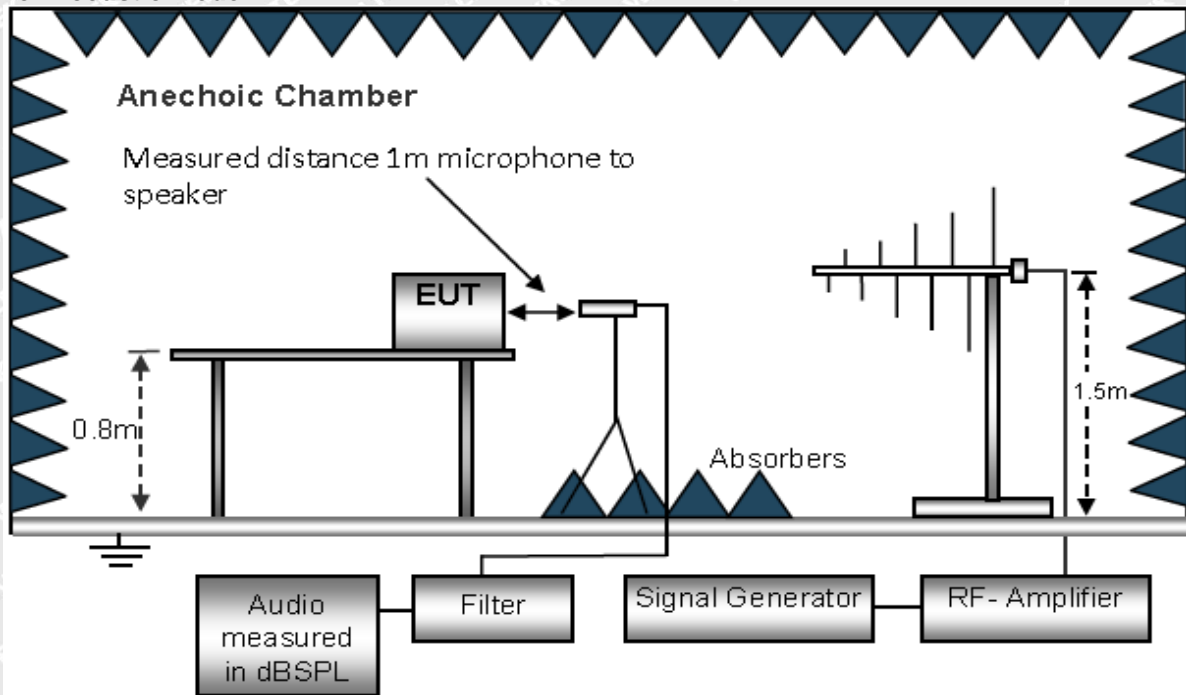 Anechoic Chamber
Measured distance 1m microphone to
speaker
EUT
0.8m
1.5m
Absorbers
Audio
measured
in dBSPL
Filter
Signal Generator
RF- Amplifier